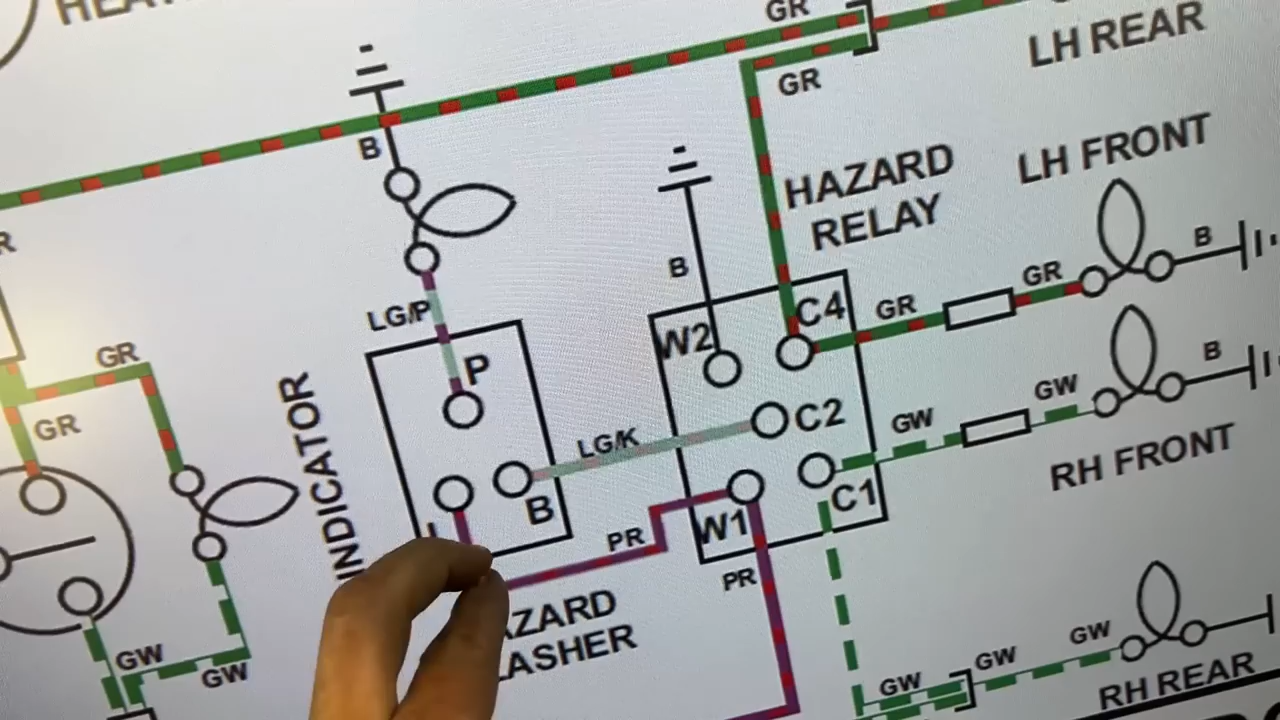 GR
LH REAR
GR
B
HAZARD
RELAY
LH FRONT
B
B
LG/P
GR
GR
C4
W2
P
GR
GR
INDICATOR
LG/K
C2
GW
GW
B
RH FRONT
B
C1
W1
PR
PR
GW
GW
GW
GW
GW
RH REAR